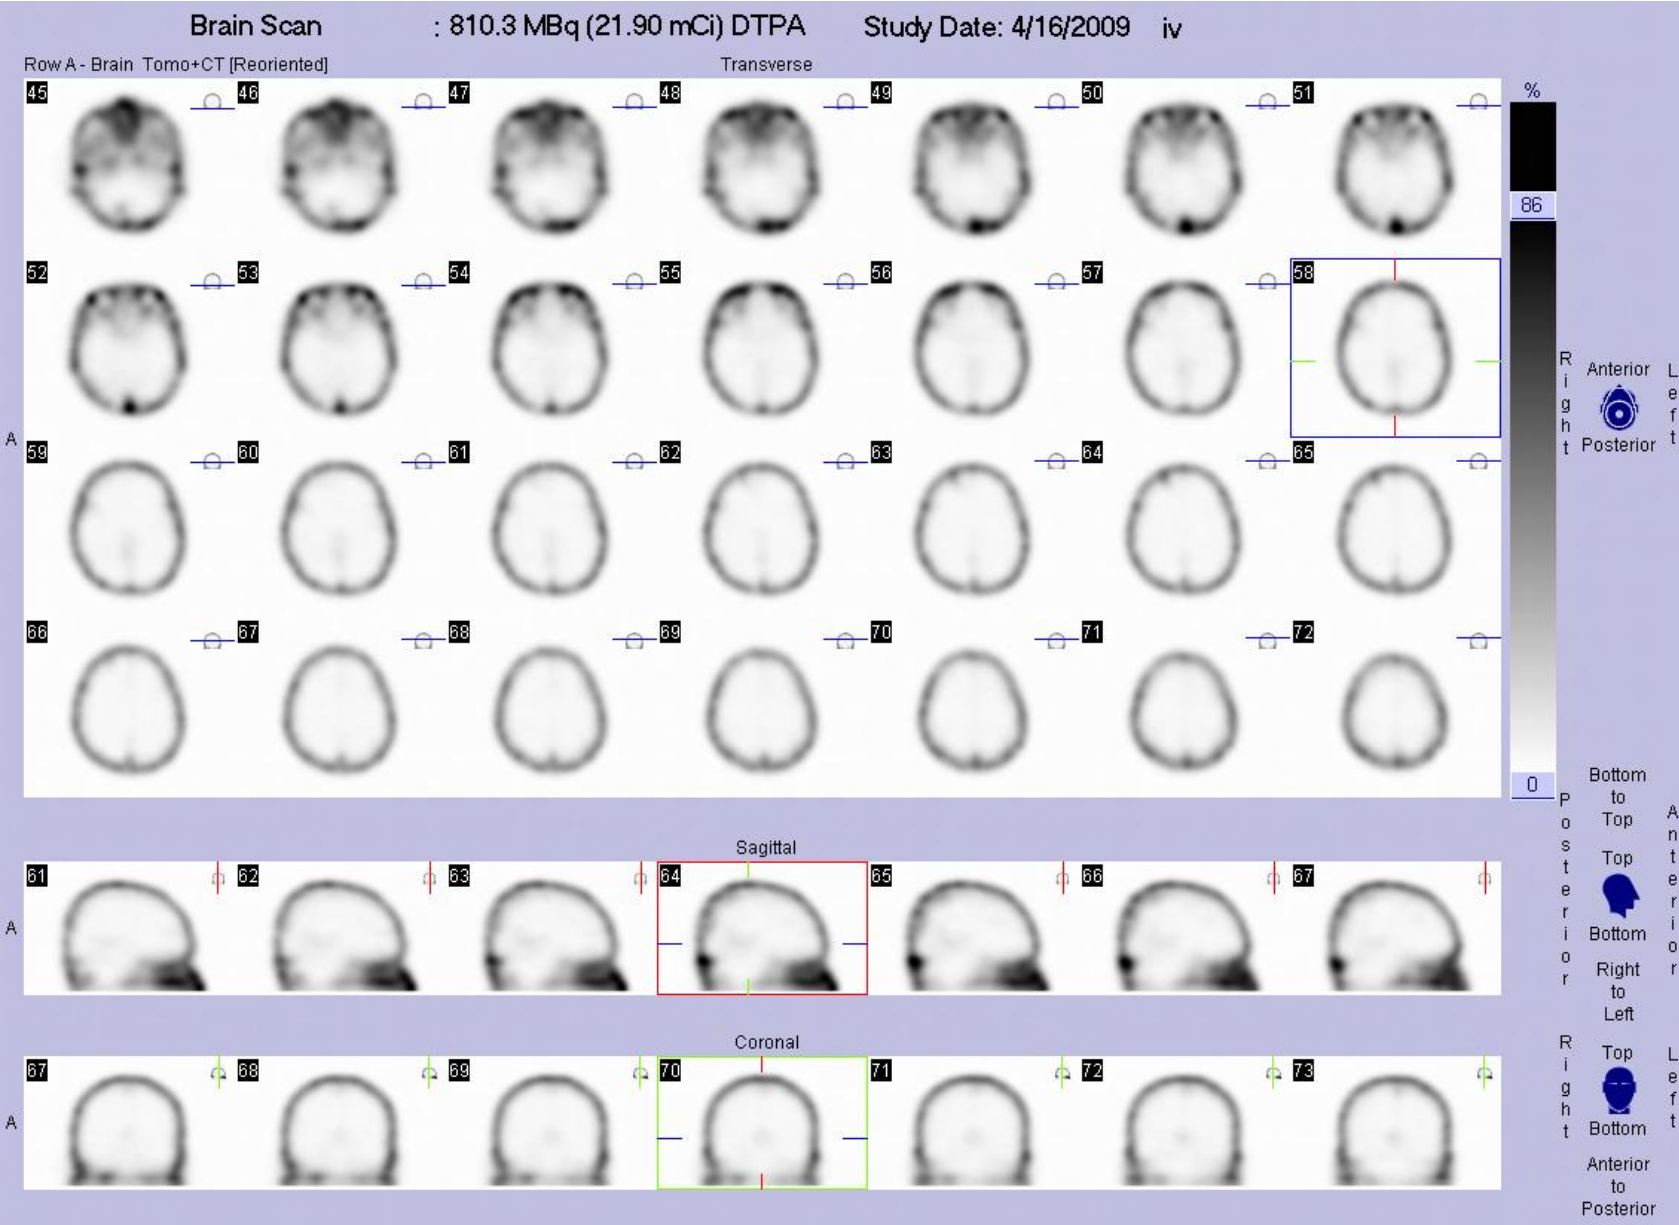 Brain Scan : 810.3 MBq (21.90 mCi) DTPA Study Date: 4/16/2009 iv
Row A - Brain Tomo+CT [Reoriented] Transverse
45 46 47 48 49 50 51 %
86
52 53 54 55 56 57 58
Right Anterior Left
Posterior
A
59 60 61 62 63 64 65
66 67 68 69 70 71 72
0
Bottom
to
Top
Sagittal
61 62 63 64 65 66 67
Posterior Top Anterior
A
Bottom
Right
to
Left
Coronal
67 68 69 70 71 72 73
Right Top Left
A
Bottom
Anterior
to
Posterior